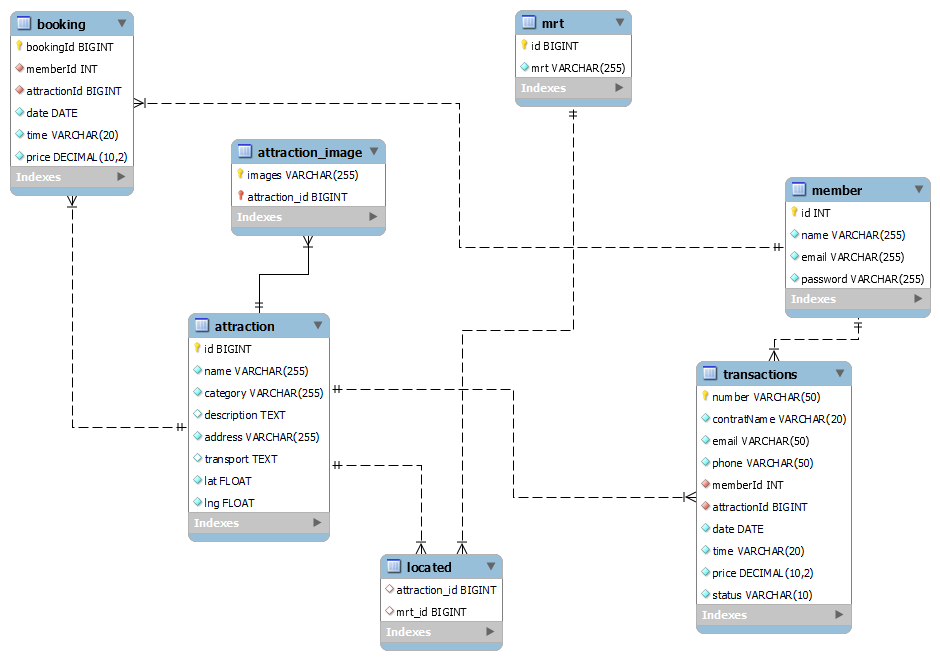 booking
bookingId BIGINT
memberId INT
attractionId BIGINT
date DATE
time VARCHAR(20)
price DECIMAL(10,2)
Indexes
mrt
id BIGINT
mrt VARCHAR(255)
Indexes
attraction_image
images VARCHAR(255)
attraction_id BIGINT
Indexes
member
id INT
name VARCHAR(255)
email VARCHAR(255)
password VARCHAR(255)
Indexes
attraction
id BIGINT
name VARCHAR(255)
category VARCHAR(255)
description TEXT
address VARCHAR(255)
transport TEXT
lat FLOAT
lng FLOAT
Indexes
transactions
number VARCHAR(50)
contratName VARCHAR(20)
email VARCHAR(50)
phone VARCHAR(50)
memberId INT
attractionId BIGINT
date DATE
time VARCHAR(20)
price DECIMAL(10,2)
status VARCHAR(10)
Indexes
located
attraction_id BIGINT
mrt_id BIGINT
Indexes